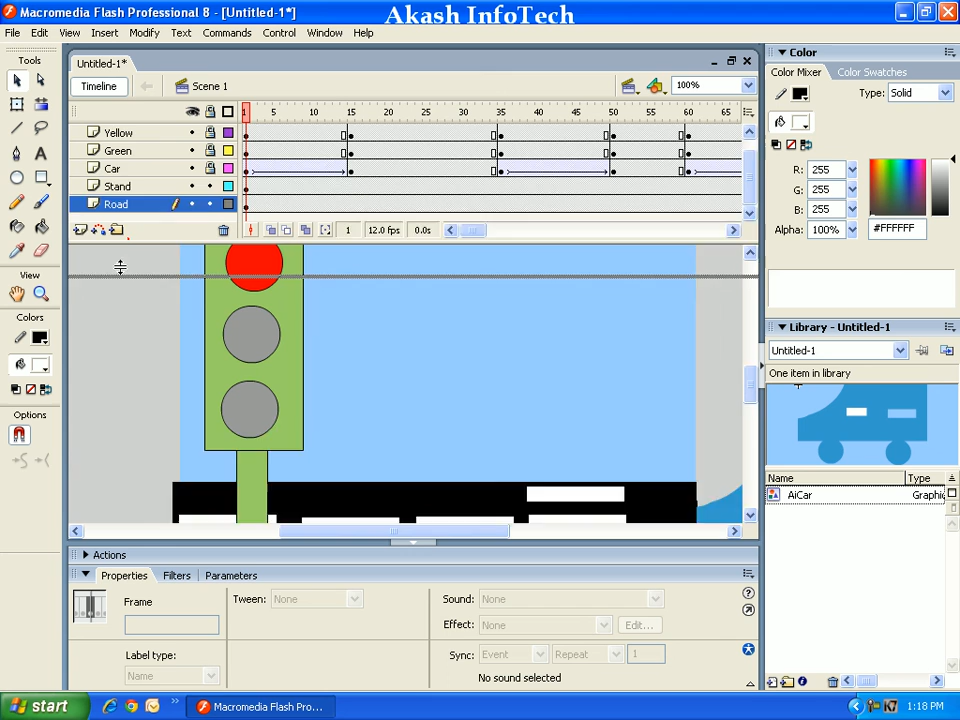 Macromedia Flash Professional 8 - [Untitled-1*]
Akash InfoTech
File Edit View Insert Modify Text Commands Control Window Help
Tools
Untitled-1*
Color
Timeline
Scene 1
100%
Color Mixer
Color Swatches
Type: Solid
1 5 10 15 20 25 30 35 40 45 50 55 60 65
Yellow
Green
Car
Stand
Road
R: 255
G: 255
B: 255
Alpha: 100%
#FFFFFF
1 12.0 fps 0.0s
View
Colors
Options
Library - Untitled-1
Untitled-1
One item in library
Name Type
AiCar Graphic
Actions
Properties Filters Parameters
Frame
Tween: None
Sound: None
Effect: None Edit...
Label type:
Name
Sync: Event Repeat 1
No sound selected
start
Macromedia Flash Pro...
1:18 PM